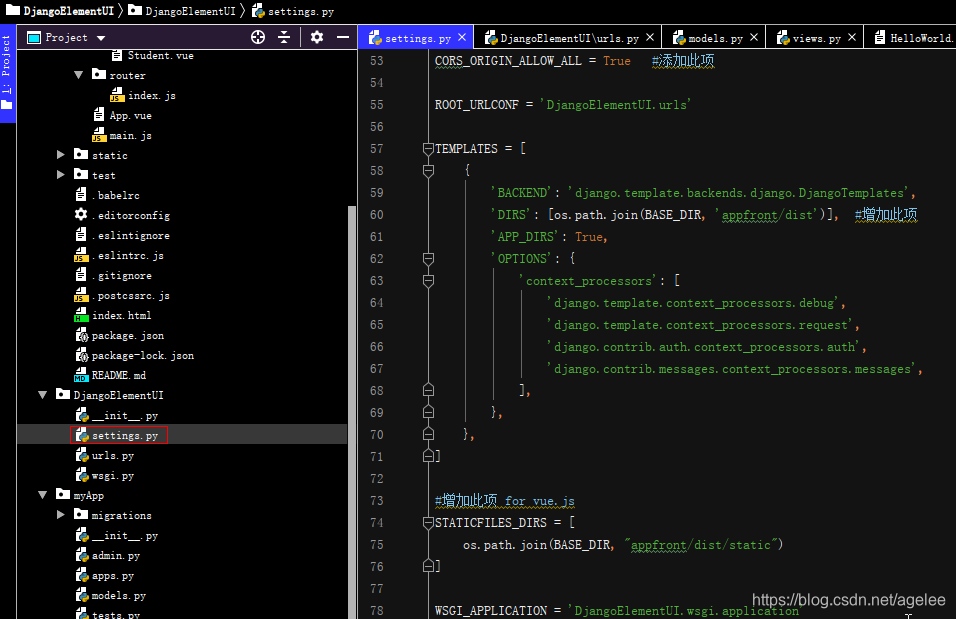 DjangoElementUI DjangoElementUI settings.py
1: Project
Project
settings.py DjangoElementUI\urls.py models.py views.py HelloWorld.
Student.vue
router
index.js
App.vue
main.js
static
test
.babelrc
.editorconfig
.eslintignore
.eslintrc.js
.gitignore
.postcssrc.js
index.html
package.json
package-lock.json
README.md
DjangoElementUI
__init__.py
settings.py
urls.py
wsgi.py
myApp
migrations
__init__.py
admin.py
apps.py
models.py
tests.py
53 CORS_ORIGIN_ALLOW_ALL = True #添加此项
54
55 ROOT_URLCONF = 'DjangoElementUI.urls'
56
57 TEMPLATES = [
58 {
59 'BACKEND': 'django.template.backends.django.DjangoTemplates',
60 'DIRS': [os.path.join(BASE_DIR, 'appfront/dist')], #增加此项
61 'APP_DIRS': True,
62 'OPTIONS': {
63 'context_processors': [
64 'django.template.context_processors.debug',
65 'django.template.context_processors.request',
66 'django.contrib.auth.context_processors.auth',
67 'django.contrib.messages.context_processors.messages',
68 ],
69 },
70 },
71 ]
72
73 #增加此项 for vue.js
74 STATICFILES_DIRS = [
75 os.path.join(BASE_DIR, "appfront/dist/static")
76 ]
77
78 WSGI_APPLICATION = 'DjangoElementUI.wsgi.application
https://blog.csdn.net/agelee